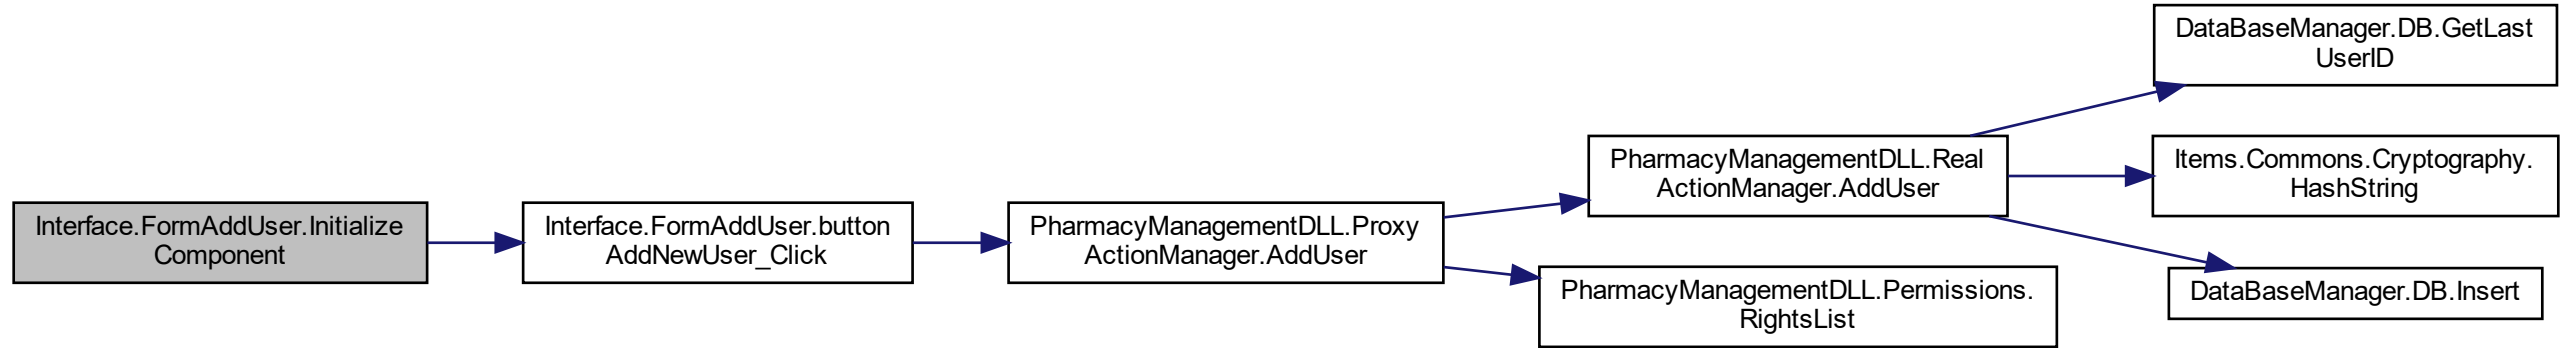 Interface.FormAddUser.Initialize
Component
Interface.FormAddUser.button
AddNewUser_Click
PharmacyManagementDLL.Proxy
ActionManager.AddUser
PharmacyManagementDLL.Real
ActionManager.AddUser
PharmacyManagementDLL.Permissions.
RightsList
DataBaseManager.DB.GetLast
UserID
Items.Commons.Cryptography.
HashString
DataBaseManager.DB.Insert